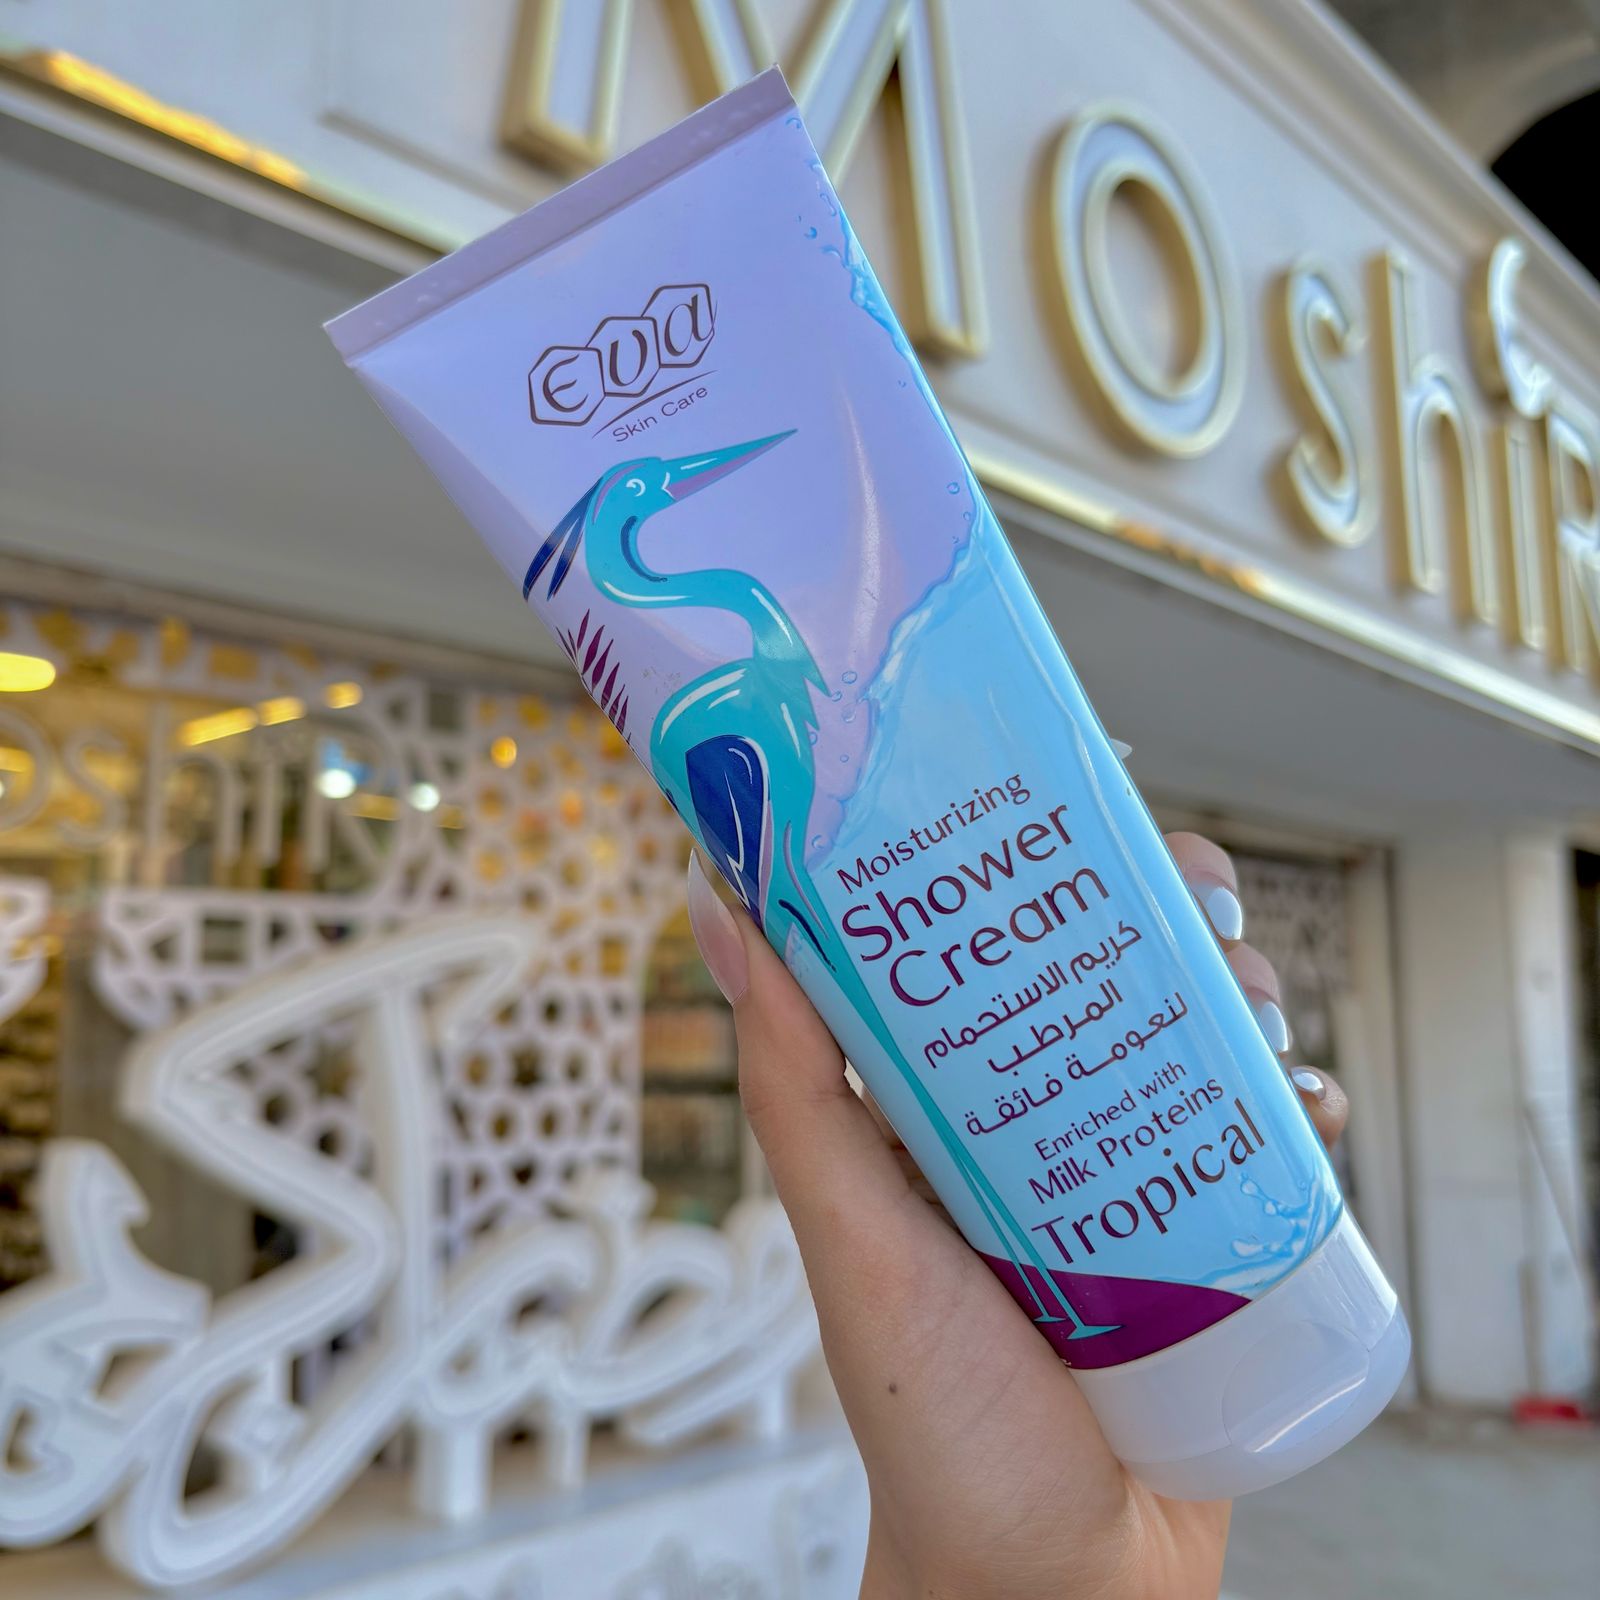 MoshiR
Eva
Skin Care
Moisturizing
Shower
Cream
كريم الاستحمام
المرطب
لنعومة فائقة
Enriched with
Milk Proteins
Tropical